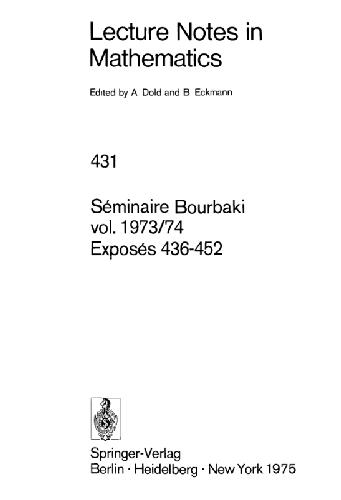 Lecture Notes in
Mathematics
Edited by A. Dold and B. Eckmann
431
Séminaire Bourbaki
vol. 1973/74
Exposés 436-452
Springer-Verlag
Berlin · Heidelberg · New York 1975